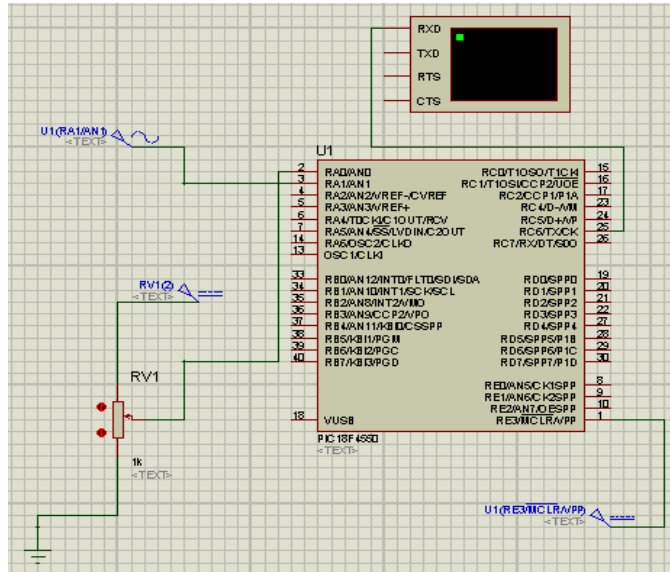 RXD
TXD
RTS
CTS
U1(RA1/AN1)
<TEXT>
U1
2 RA0/AN0
3 RA1/AN1
4 RA2/AN2/VREF-/CVREF
5 RA3/AN3/VREF+
6 RA4/T0CKI/C1OUT/RCV
7 RA5/AN4/SS/LVDIN/C2OUT
14 RA6/OSC2/CLKO
13 OSC1/CLKI
RC0/T1OSO/T1CKI 15
RC1/T1OSI/CCP2/UOE 16
RC2/CCP1/P1A 17
RC4/D-/VM 23
RC5/D+/VP 24
RC6/TX/CK 25
RC7/RX/DT/SDO 26
33 RB0/AN12/INT0/FLT0/SDI/SDA
34 RB1/AN10/INT1/SCK/SCL
35 RB2/AN8/INT2/VMO
36 RB3/AN9/CCP2/VPO
37 RB4/AN11/KBI0/CSSPP
38 RB5/KBI1/PGM
39 RB6/KBI2/PGC
40 RB7/KBI3/PGD
RD0/SPP0 19
RD1/SPP1 20
RD2/SPP2 21
RD3/SPP3 22
RD4/SPP4 27
RD5/SPP5/P1B 28
RD6/SPP6/P1C 29
RD7/SPP7/P1D 30
RE0/AN5/CK1SPP 8
RE1/AN6/CK2SPP 9
RE2/AN7/OESPP 10
RE3/MCLR/VPP 1
18 VUSB
PIC18F4550
<TEXT>
RV1(2)
<TEXT>
RV1
1k
<TEXT>
U1(RE3/MCLR/VPP)
<TEXT>